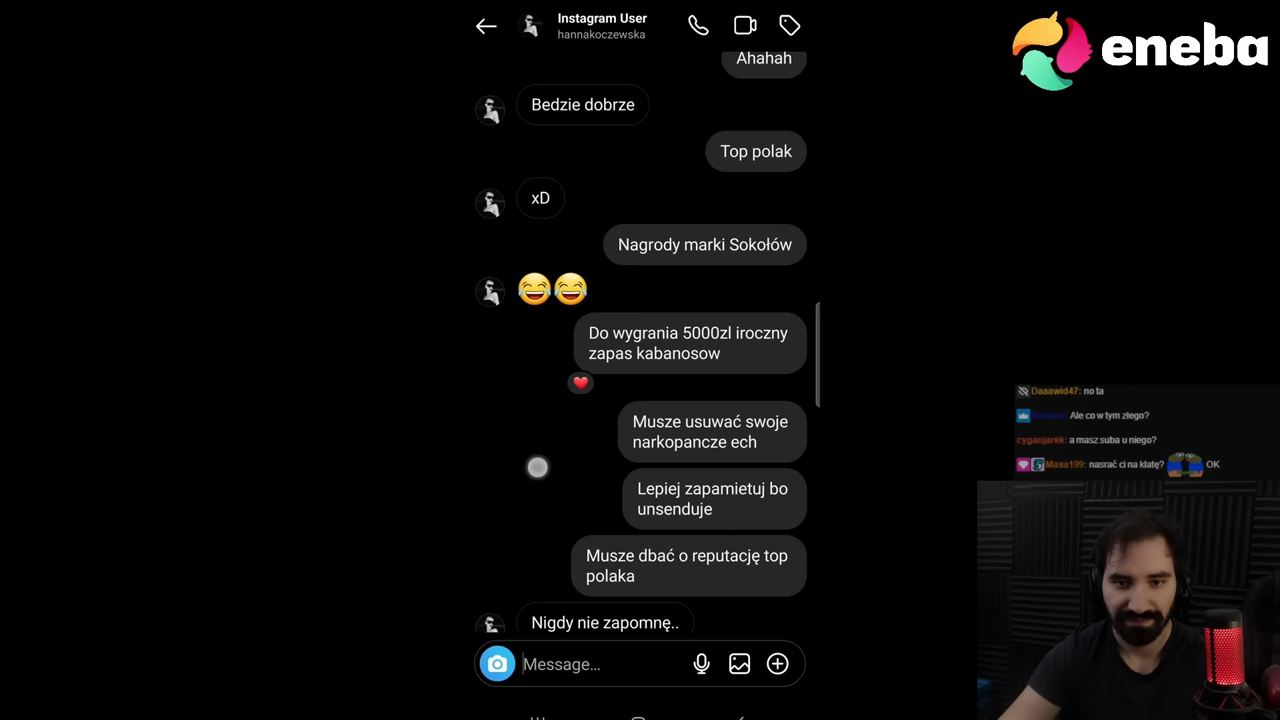 Instagram User
hannakoczewska
eneba
Ahahah
Bedzie dobrze
Top polak
xD
Nagrody marki Sokołów
Do wygrania 5000zl iroczny
zapas kabanosow
Musze usuwać swoje
narkopancze ech
Lepiej zapamietuj bo
unsenduje
Musze dbać o reputację top
polaka
Nigdy nie zapomnę..
Message...
Daaawid47: no ta
Ale co w tym złego?
cyganjarek: a masz suba u niego?
Masa199: nasrać ci na klatę? OK